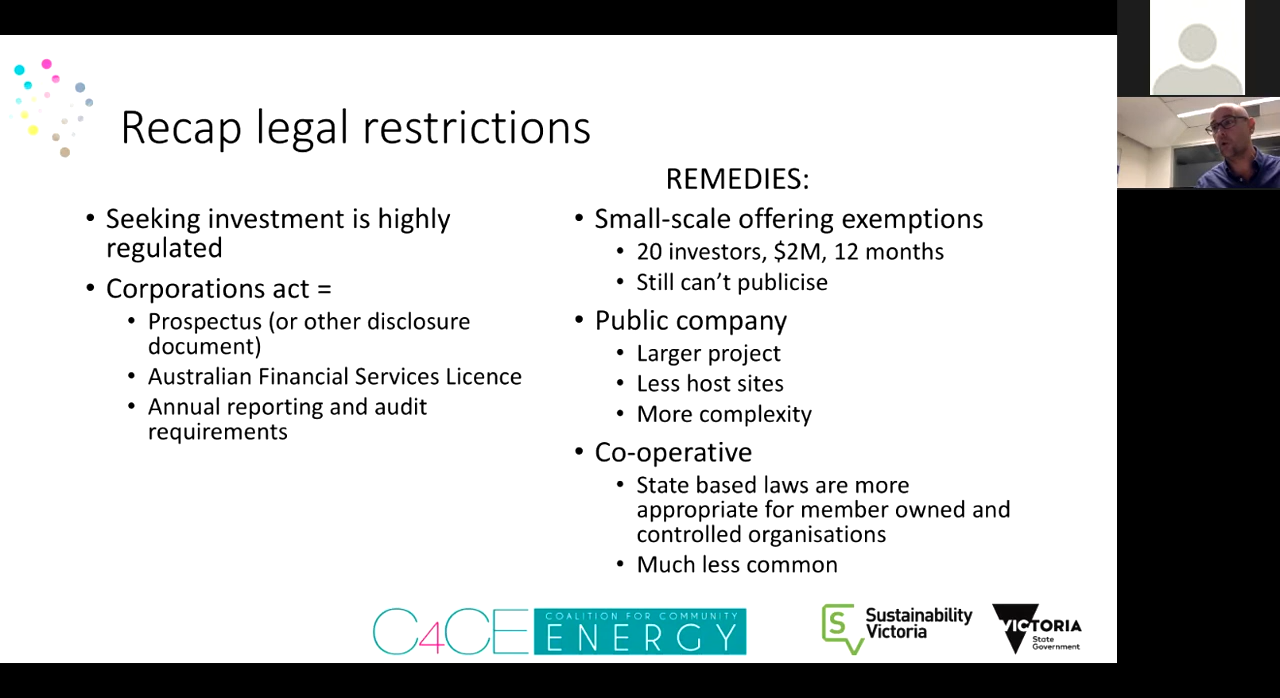 Recap legal restrictions
• Seeking investment is highly
regulated
• Corporations act =
• Prospectus (or other disclosure
document)
• Australian Financial Services Licence
• Annual reporting and audit
requirements
REMEDIES:
• Small-scale offering exemptions
• 20 investors, $2M, 12 months
• Still can’t publicise
• Public company
• Larger project
• Less host sites
• More complexity
• Co-operative
• State based laws are more
appropriate for member owned and
controlled organisations
• Much less common
C4CE
COALITION FOR COMMUNITY
ENERGY
S
Sustainability
Victoria
VICTORIA
State
Government